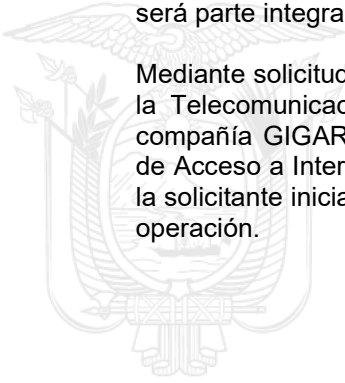 será parte integra
Mediante solicitud
la Telecomunicac
compañía GIGAR
de Acceso a Inter
la solicitante inicia
operación.